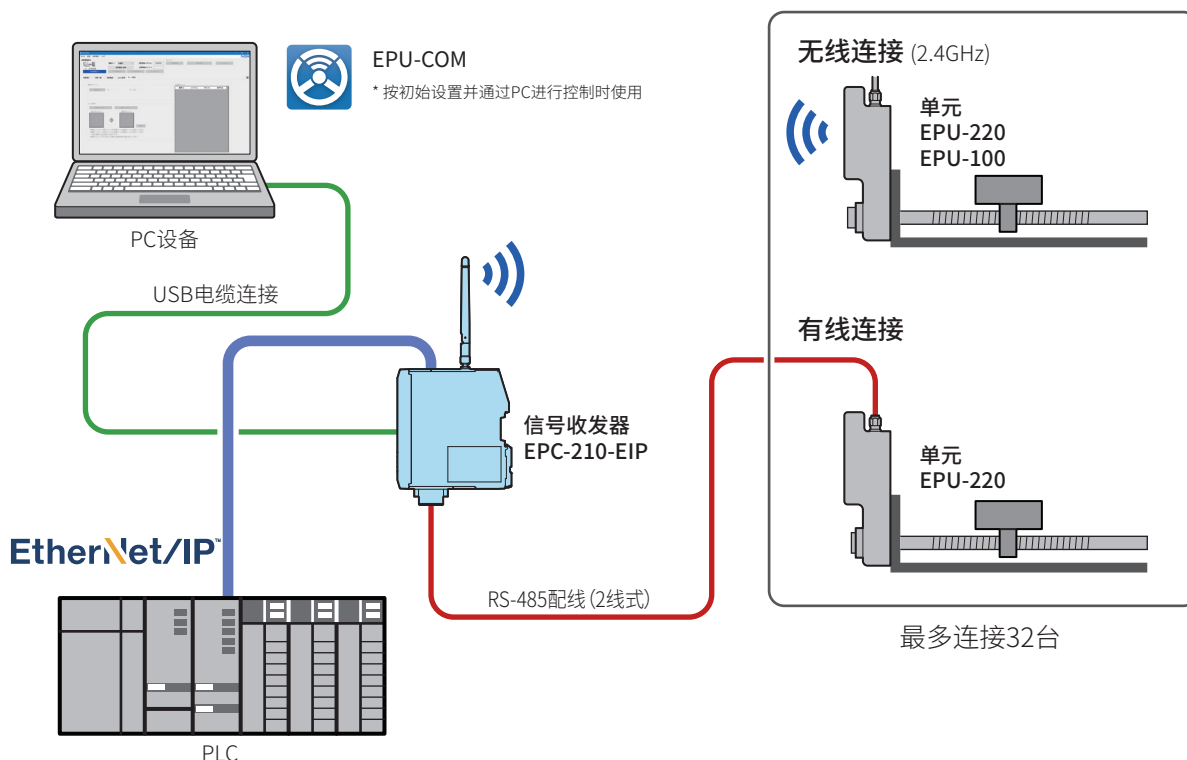 EPU-COM
* 按初始设置并通过PC进行控制时使用
PC设备
USB电缆连接
信号收发器
EPC-210-EIP
EtherNet/IP™
RS-485配线(2线式)
PLC
无线连接 (2.4GHz)
单元
EPU-220
EPU-100
有线连接
单元
EPU-220
最多连接32台